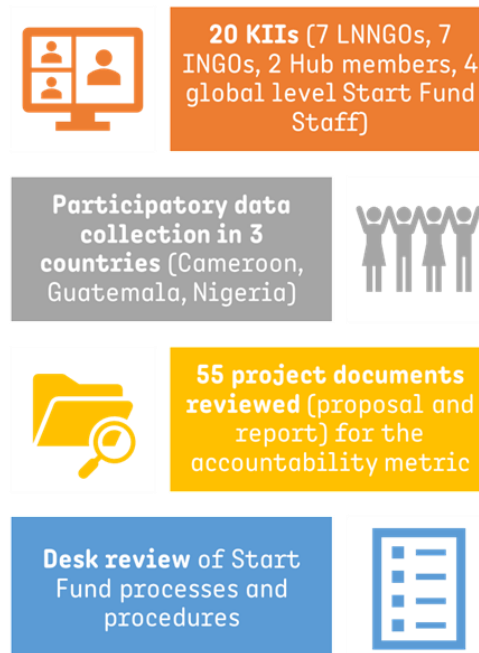 20 KIIs (7 LNNGOs, 7
INGOs, 2 Hub members, 4
global level Start Fund
Staff)
Participatory data
collection in 3
countries (Cameroon,
Guatemala, Nigeria)
55 project documents
reviewed (proposal and
report) for the
accountability metric
Desk review of Start
Fund processes and
procedures